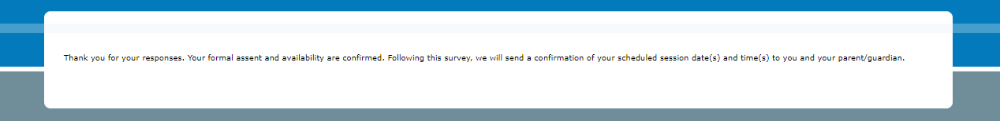 Thank you for your responses. Your formal assent and availability are confirmed. Following this survey, we will send a confirmation of your scheduled session date(s) and time(s) to you and your parent/guardian.